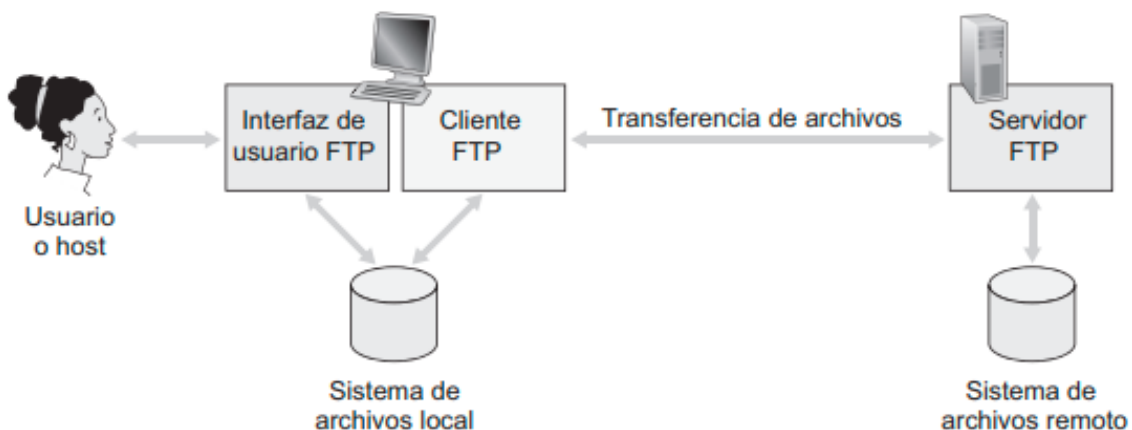 Usuario
o host
Interfaz de
usuario FTP
Cliente
FTP
Transferencia de archivos
Servidor
FTP
Sistema de
archivos local
Sistema de
archivos remoto